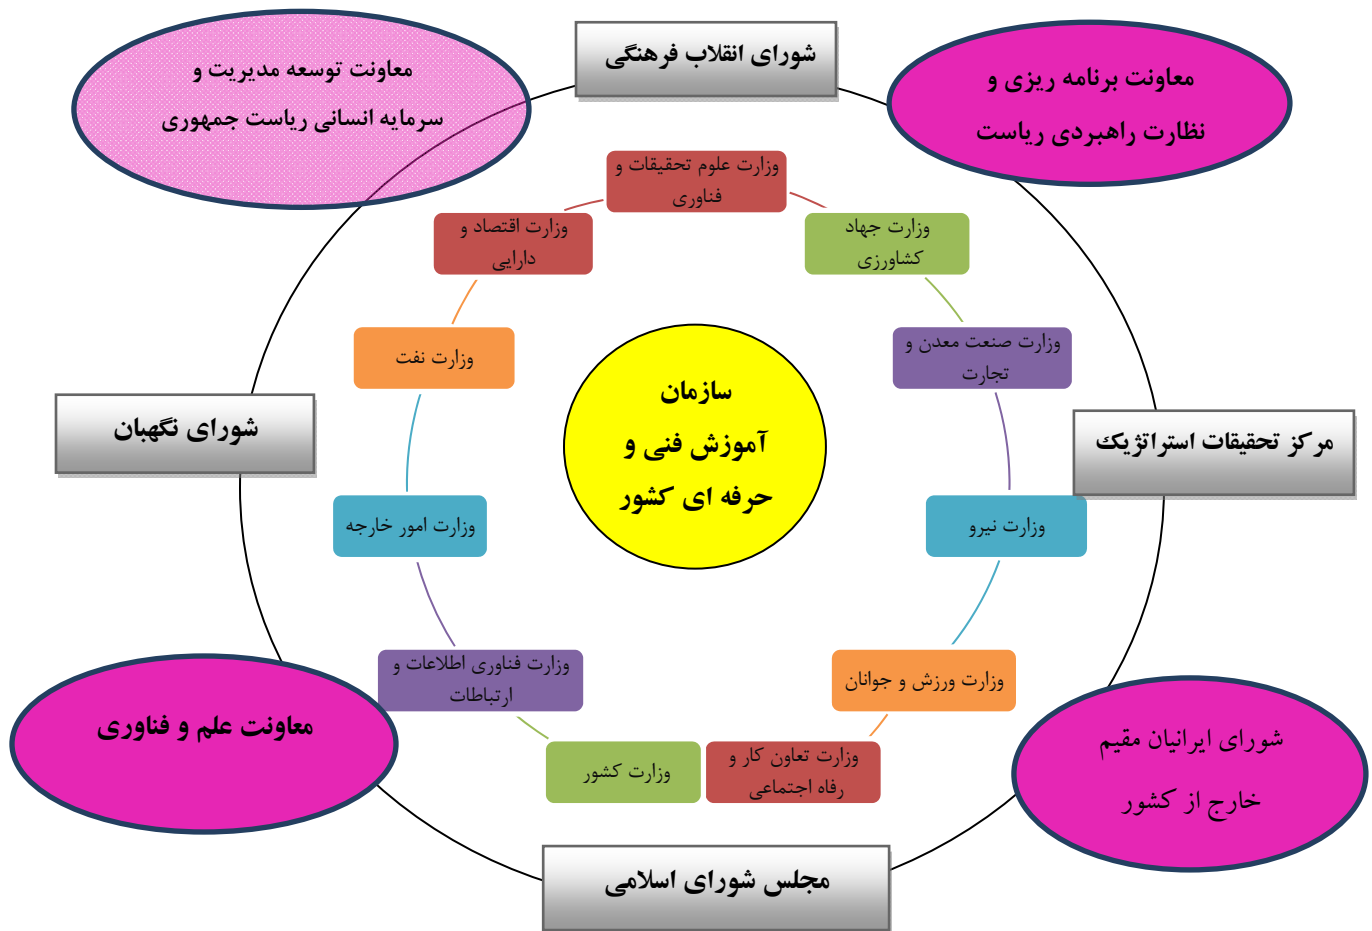 شورای انقلاب فرهنگی
معاونت برنامه ریزی و
نظارت راهبردی ریاست
معاونت توسعه مدیریت و
سرمایه انسانی ریاست جمهوری
وزارت علوم تحقیقات و
فناوری
وزارت جهاد
کشاورزی
وزارت اقتصاد و
دارایی
وزارت صنعت معدن و
تجارت
وزارت نفت
سازمان
آموزش فنی و
حرفه ای کشور
مرکز تحقیقات استراتژیک
شورای نگهبان
وزارت نیرو
وزارت امور خارجه
وزارت ورزش و جوانان
وزارت فناوری اطلاعات و
ارتباطات
شورای ایرانیان مقیم
خارج از کشور
معاونت علم و فناوری
وزارت تعاون کار و
رفاه اجتماعی
وزارت کشور
مجلس شورای اسلامی